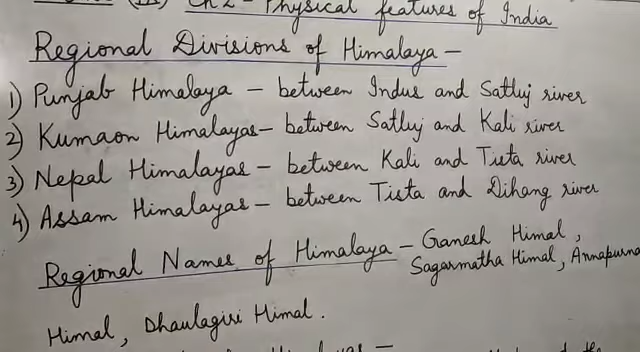 (IX) Ch 2 - Physical features of India
Regional Divisions of Himalaya –
1) Punjab Himalaya – between Indus and Satluj river
2) Kumaon Himalayas – between Satluj and Kali river
3) Nepal Himalayas – between Kali and Tista river
4) Assam Himalayas – between Tista and Dihang river
Regional Names of Himalaya – Ganesh Himal,
Sagarmatha Himal, Annapurna
Himal, Dhaulagiri Himal.